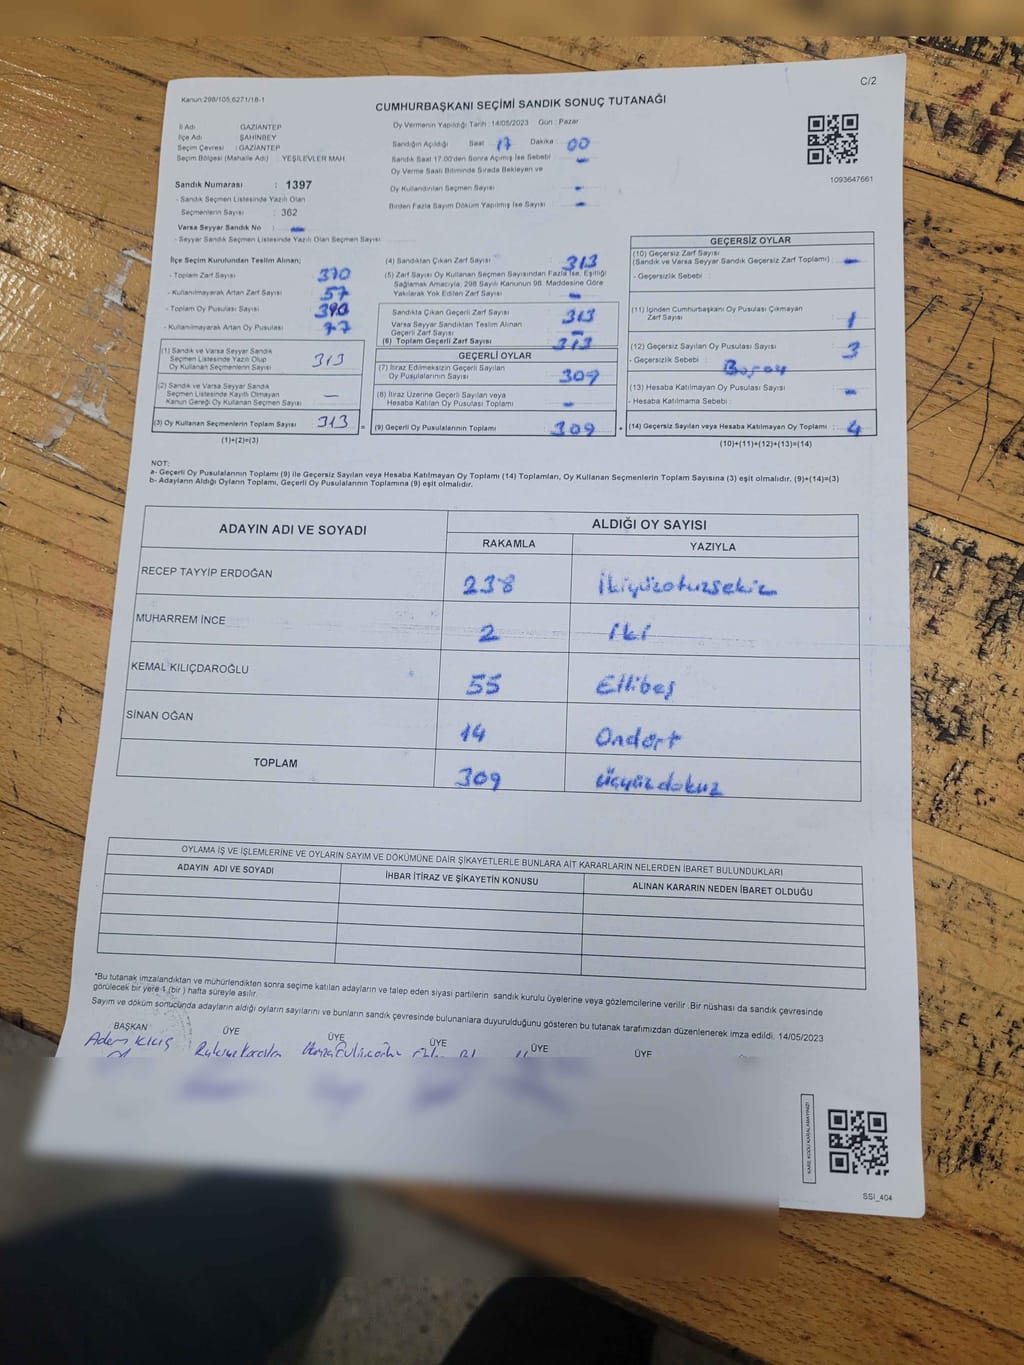 C/2
Kanun:298/105,6271/18-1
CUMHURBAŞKANI SEÇİMİ SANDIK SONUÇ TUTANAĞI
İl Adı GAZİANTEP
İlçe Adı ŞAHİNBEY
Seçim Çevresi : GAZİANTEP
Seçim Bölgesi (Mahalle Adı) : YEŞİLEVLER MAH.
Sandık Numarası : 1397
- Sandık Seçmen Listesinde Yazılı Olan
Seçmenlerin Sayısı : 362
Varsa Seyyar Sandık No : -
- Seyyar Sandık Seçmen Listesinde Yazılı Olan Seçmen Sayısı :
Oy Vermenin Yapıldığı Tarih : 14/05/2023 Gün : Pazar
Sandığın Açıldığı Saat : 17 Dakika : 00
Sandık Saat 17.00'den Sonra Açımış İse Sebebi : -
Oy Verme Saati Bitiminde Sırada Bekleyen ve
Oy Kullandırılan Seçmen Sayısı : -
Birden Fazla Sayım Döküm Yapılmış İse Sayısı : -
1093647661
İlçe Seçim Kurulundan Teslim Alınan;
- Toplam Zarf Sayısı : 370
- Kullanılmayarak Artan Zarf Sayısı : 57
- Toplam Oy Pusulası Sayısı : 390
- Kullanılmayarak Artan Oy Pusulası : 77
(1) Sandık ve Varsa Seyyar Sandık
Seçmen Listesinde Yazılı Olup
Oy Kullanan Seçmenlerin Sayısı : 313
(2) Sandık ve Varsa Seyyar Sandık
Seçmen Listesinde Kayıtlı Olmayan
Kanun Gereği Oy Kullanan Seçmen Sayısı : -
(3) Oy Kullanan Seçmenlerin Toplam Sayısı : 313 =
(1)+(2)=(3)
(4) Sandıktan Çıkan Zarf Sayısı : 313
(5) Zarf Sayısı Oy Kullanan Seçmen Sayısından Fazla İse, Eşitliği
Sağlamak Amacıyla, 298 Sayılı Kanunun 98. Maddesine Göre
Yakılarak Yok Edilen Zarf Sayısı : -
Sandıkla Çıkan Geçerli Zarf Sayısı : 313
Varsa Seyyar Sandıktan Teslim Alınan
Geçerli Zarf Sayısı : -
(6) Toplam Geçerli Zarf Sayısı : 313
GEÇERLİ OYLAR
(7) İtiraz Edilmeksizin Geçerli Sayılan
Oy Pusulalarının Sayısı : 309
(8) İtiraz Üzerine Geçerli Sayılan veya
Hesaba Katılan Oy Pusulası Toplamı : -
(9) Geçerli Oy Pusulalarının Toplamı : 309 +
GEÇERSİZ OYLAR
(10) Geçersiz Zarf Sayısı
(Sandık ve Varsa Seyyar Sandık Geçersiz Zarf Toplamı) : -
- Geçersizlik Sebebi :
(11) İçinden Cumhurbaşkanı Oy Pusulası Çıkmayan
Zarf Sayısı : 1
(12) Geçersiz Sayılan Oy Pusulası Sayısı : 3
- Geçersizlik Sebebi :
(13) Hesaba Katılmayan Oy Pusulası Sayısı : -
- Hesaba Katılmama Sebebi :
(14) Geçersiz Sayılan veya Hesaba Katılmayan Oy Toplamı : 4
(10)+(11)+(12)+(13)=(14)
NOT:
a- Geçerli Oy Pusulalarının Toplamı (9) ile Geçersiz Sayılan veya Hesaba Katılmayan Oy Toplamı (14) Toplamları, Oy Kullanan Seçmenlerin Toplam Sayısına (3) eşit olmalıdır. (9)+(14)=(3)
b- Adayların Aldığı Oyların Toplamı, Geçerli Oy Pusulalarının Toplamına (9) eşit olmalıdır.
ADAYIN ADI VE SOYADI ALDIĞI OY SAYISI
RAKAMLA YAZIYLA
RECEP TAYYİP ERDOĞAN 238 İkiyüzotuzsekiz
MUHARREM İNCE 2 İki
KEMAL KILIÇDAROĞLU 55 Ellibeş
SİNAN OĞAN 14 Ondört
TOPLAM 309 üçyüzdokuz
OYLAMA İŞ VE İŞLEMLERİNE VE OYLARIN SAYIM VE DÖKÜMÜNE DAİR ŞİKAYETLERLE BUNLARA AİT KARARLARIN NELERDEN İBARET BULUNDUKLARI
ADAYIN ADI VE SOYADI İHBAR İTİRAZ VE ŞİKAYETİN KONUSU ALINAN KARARIN NEDEN İBARET OLDUĞU
*Bu tutanak imzalandıktan ve mühürlendikten sonra seçime katılan adayların ve talep eden siyasi partilerin sandık kurulu üyelerine veya gözlemcilerine verilir. Bir nüshası da sandık çevresinde
görülecek bir yere 1 (bir) hafta süreyle asılır.
Sayım ve döküm sonucunda adayların aldığı oyların sayılarını ve bunların sandık çevresinde bulunanlara duyurulduğunu gösteren bu tutanak tarafımızdan düzenlenerek imza edildi. 14/05/2023
BAŞKAN ÜYE ÜYE ÜYE ÜYE ÜYE
Adem KILIÇ
KARE KODU KARALAMAYINIZ!
SSI_404